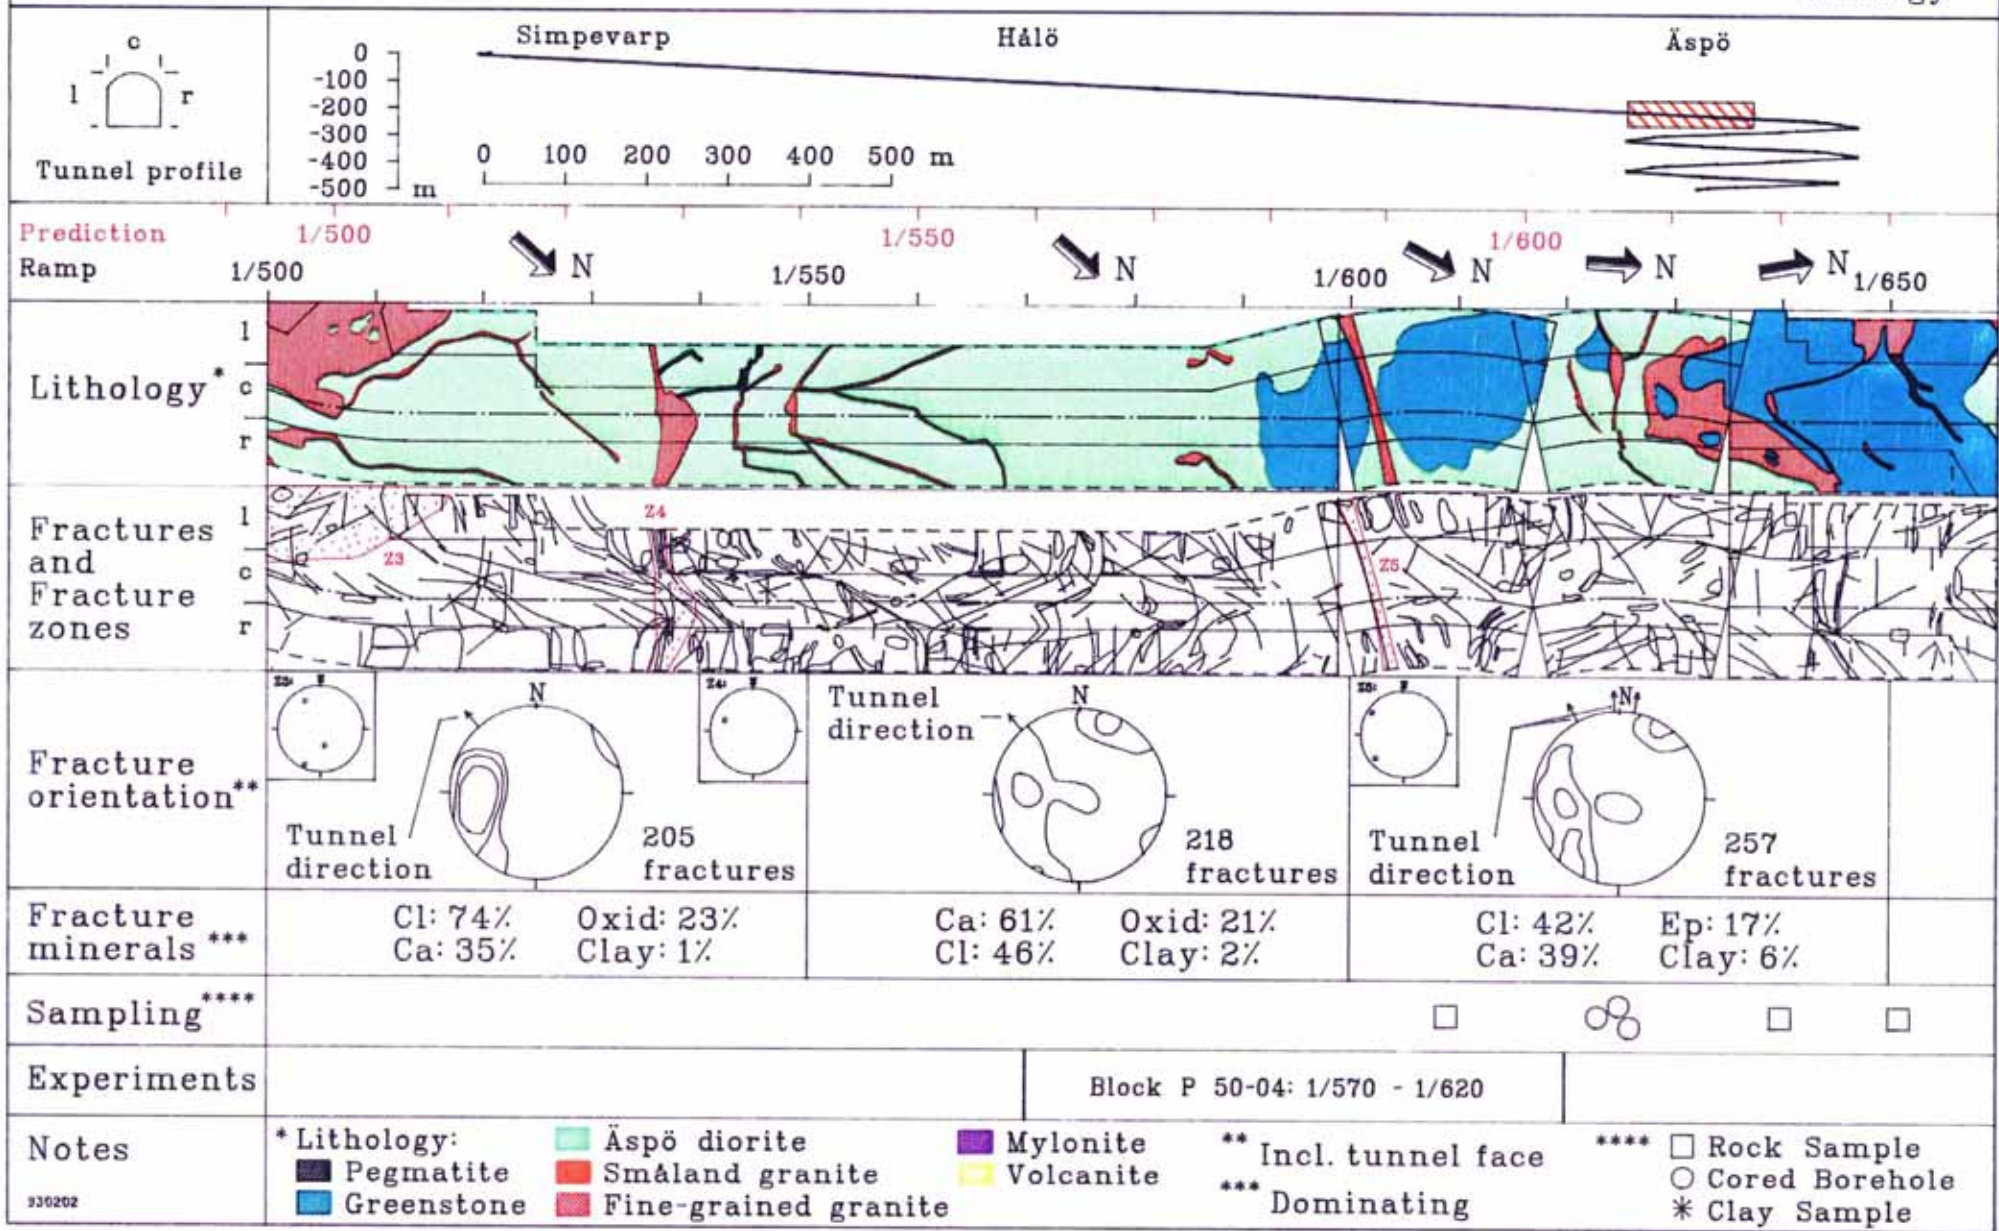 Simpevarp Hålö Äspö
c
l r
Tunnel profile
0
-100
-200
-300
-400
-500 m
0 100 200 300 400 500 m
Prediction 1/500 1/550 1/600
Ramp 1/500 N 1/550 N 1/600 N N N 1/650
Lithology*
l
c
r
Fractures
and
Fracture
zones
l
c
r
Z3
Z4
Z5
Fracture
orientation**
Z3:
N
Tunnel
direction
205
fractures
Z4:
Tunnel
direction
N
218
fractures
N
Tunnel
direction
257
fractures
Fracture
minerals ***
Cl: 74% Oxid: 23%
Ca: 35% Clay: 1%
Ca: 61% Oxid: 21%
Cl: 46% Clay: 2%
Cl: 42% Ep: 17%
Ca: 39% Clay: 6%
Sampling****
Experiments
Block P 50-04: 1/570 - 1/620
Notes
930202
* Lithology:
Pegmatite
Greenstone
Äspö diorite
Småland granite
Fine-grained granite
Mylonite
Volcanite
** Incl. tunnel face
*** Dominating
**** Rock Sample
Cored Borehole
* Clay Sample